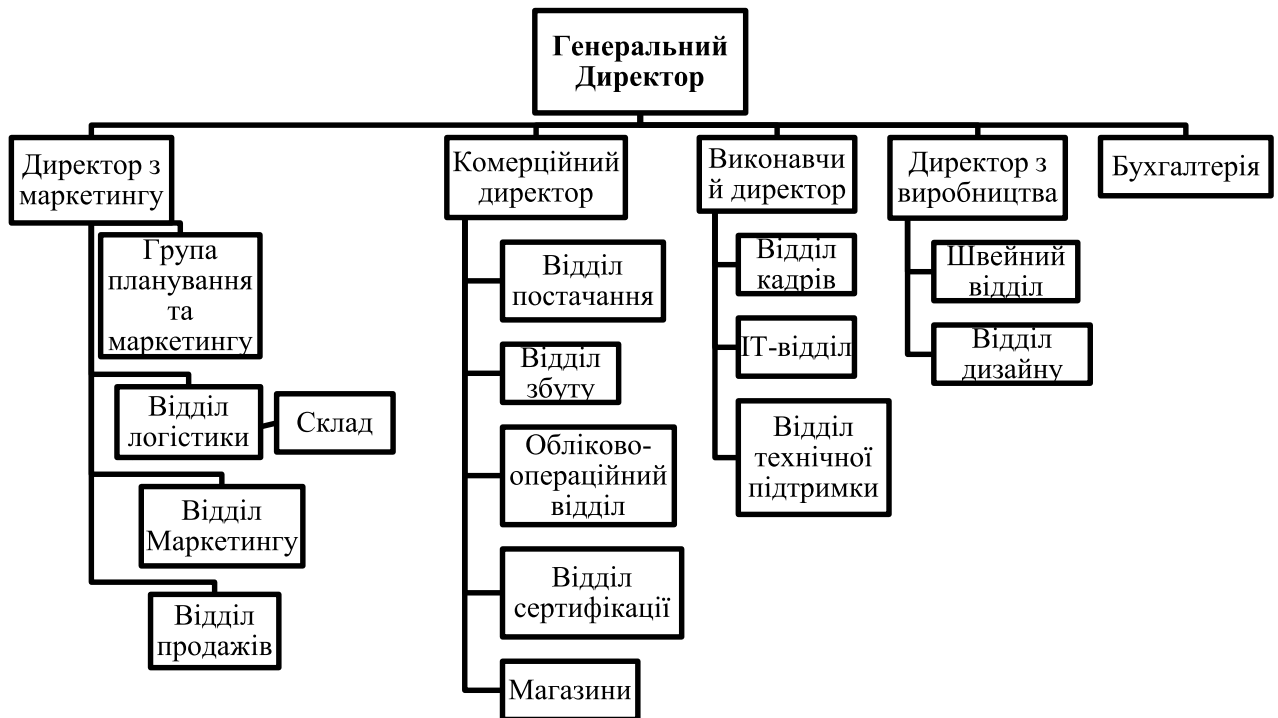 Генеральний
Директор
Директор з
маркетингу
Комерційний
директор
Виконавчи
й директор
Директор з
виробництва
Бухгалтерія
Група
планування
та
маркетингу
Відділ
логістики
Склад
Відділ
Маркетингу
Відділ
продажів
Відділ
постачання
Відділ
збуту
Обліково-
операційний
відділ
Відділ
сертифікації
Магазини
Відділ
кадрів
ІТ-відділ
Відділ
технічної
підтримки
Швейний
відділ
Відділ
дизайну